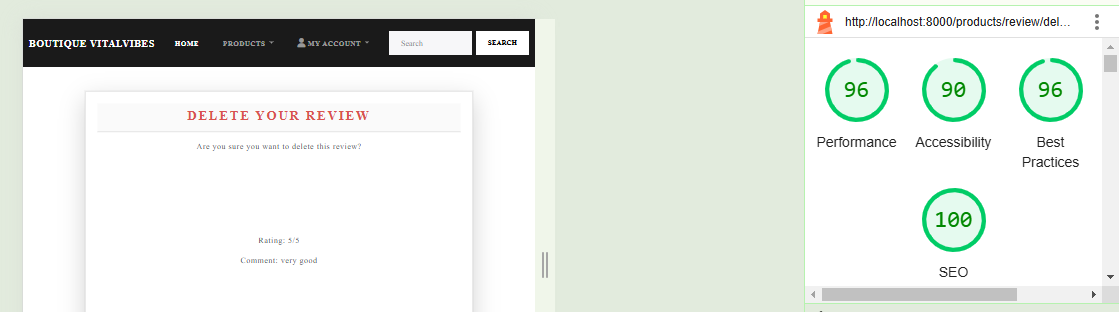 BOUTIQUE VITALVIBES HOME PRODUCTS MY ACCOUNT Search SEARCH
DELETE YOUR REVIEW
Are you sure you want to delete this review?
Rating: 5/5
Comment: very good
http://localhost:8000/products/review/del...
96 90 96
Performance Accessibility Best
Practices
100
SEO